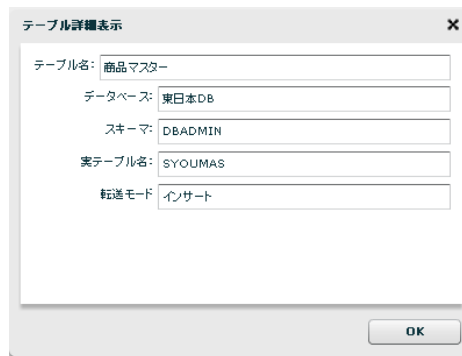 テーブル詳細表示
テーブル名: 商品マスター
データベース: 東日本DB
スキーマ: DBADMIN
実テーブル名: SYOUMAS
転送モード インサート
OK